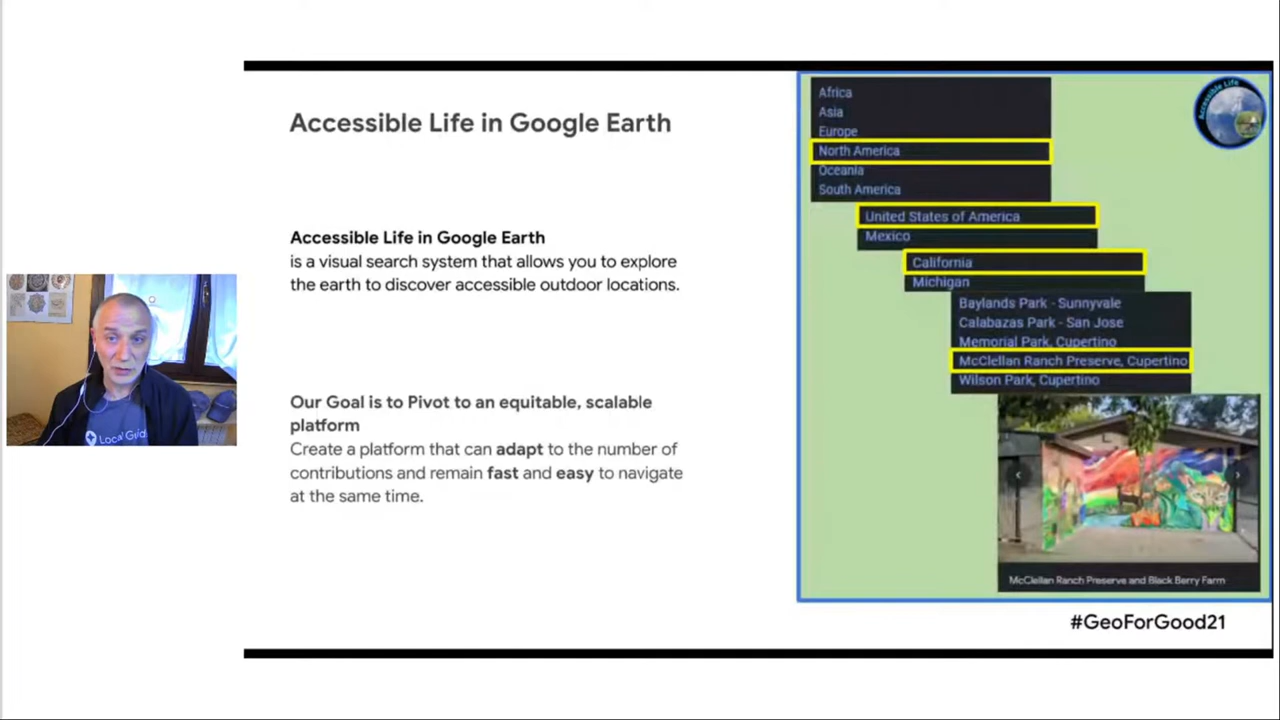 Accessible Life in Google Earth
Accessible Life in Google Earth
is a visual search system that allows you to explore
the earth to discover accessible outdoor locations.
Our Goal is to Pivot to an equitable, scalable
platform
Create a platform that can adapt to the number of
contributions and remain fast and easy to navigate
at the same time.
Local Guid
Africa
Asia
Europe
North America
Oceania
South America
United States of America
Mexico
California
Michigan
Baylands Park - Sunnyvale
Calabazas Park - San Jose
Memorial Park, Cupertino
McClellan Ranch Preserve, Cupertino
Wilson Park, Cupertino
McClellan Ranch Preserve and Black Berry Farm
Accessible Life
#GeoForGood21